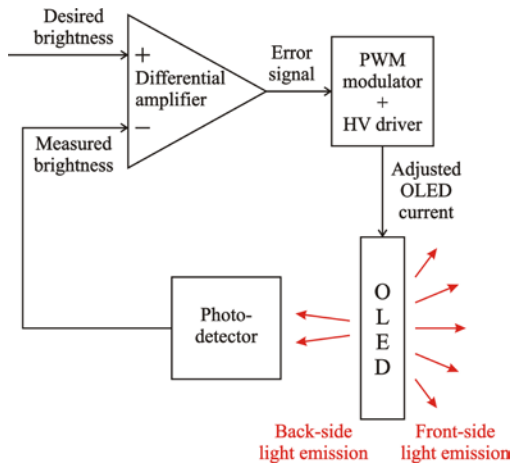 Desired
brightness
+
Differential
amplifier
−
Measured
brightness
Error
signal
PWM
modulator
+
HV driver
Adjusted
OLED
current
O
L
E
D
Photo-
detector
Back-side
light emission
Front-side
light emission